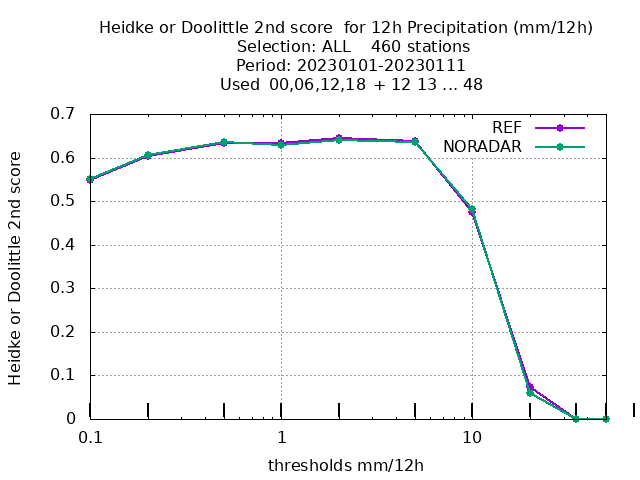 Heidke or Doolittle 2nd score  for 12h Precipitation (mm/12h)
Selection: ALL    460 stations
Period: 20230101-20230111
Used  00,06,12,18  + 12 13 ... 48
REF
NORADAR
Heidke or Doolittle 2nd score
0.7
0.6
0.5
0.4
0.3
0.2
0.1
0
0.1 1 10
thresholds mm/12h